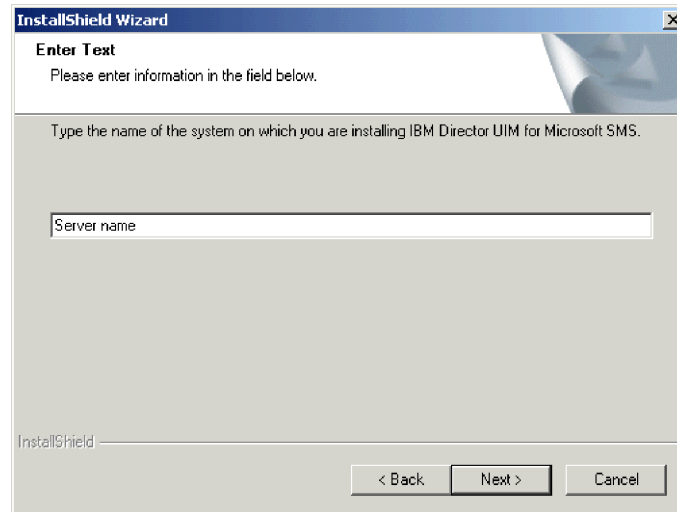 InstallShield Wizard
Enter Text
Please enter information in the field below.
Type the name of the system on which you are installing IBM Director UIM for Microsoft SMS.
Server name
InstallShield
< Back Next > Cancel